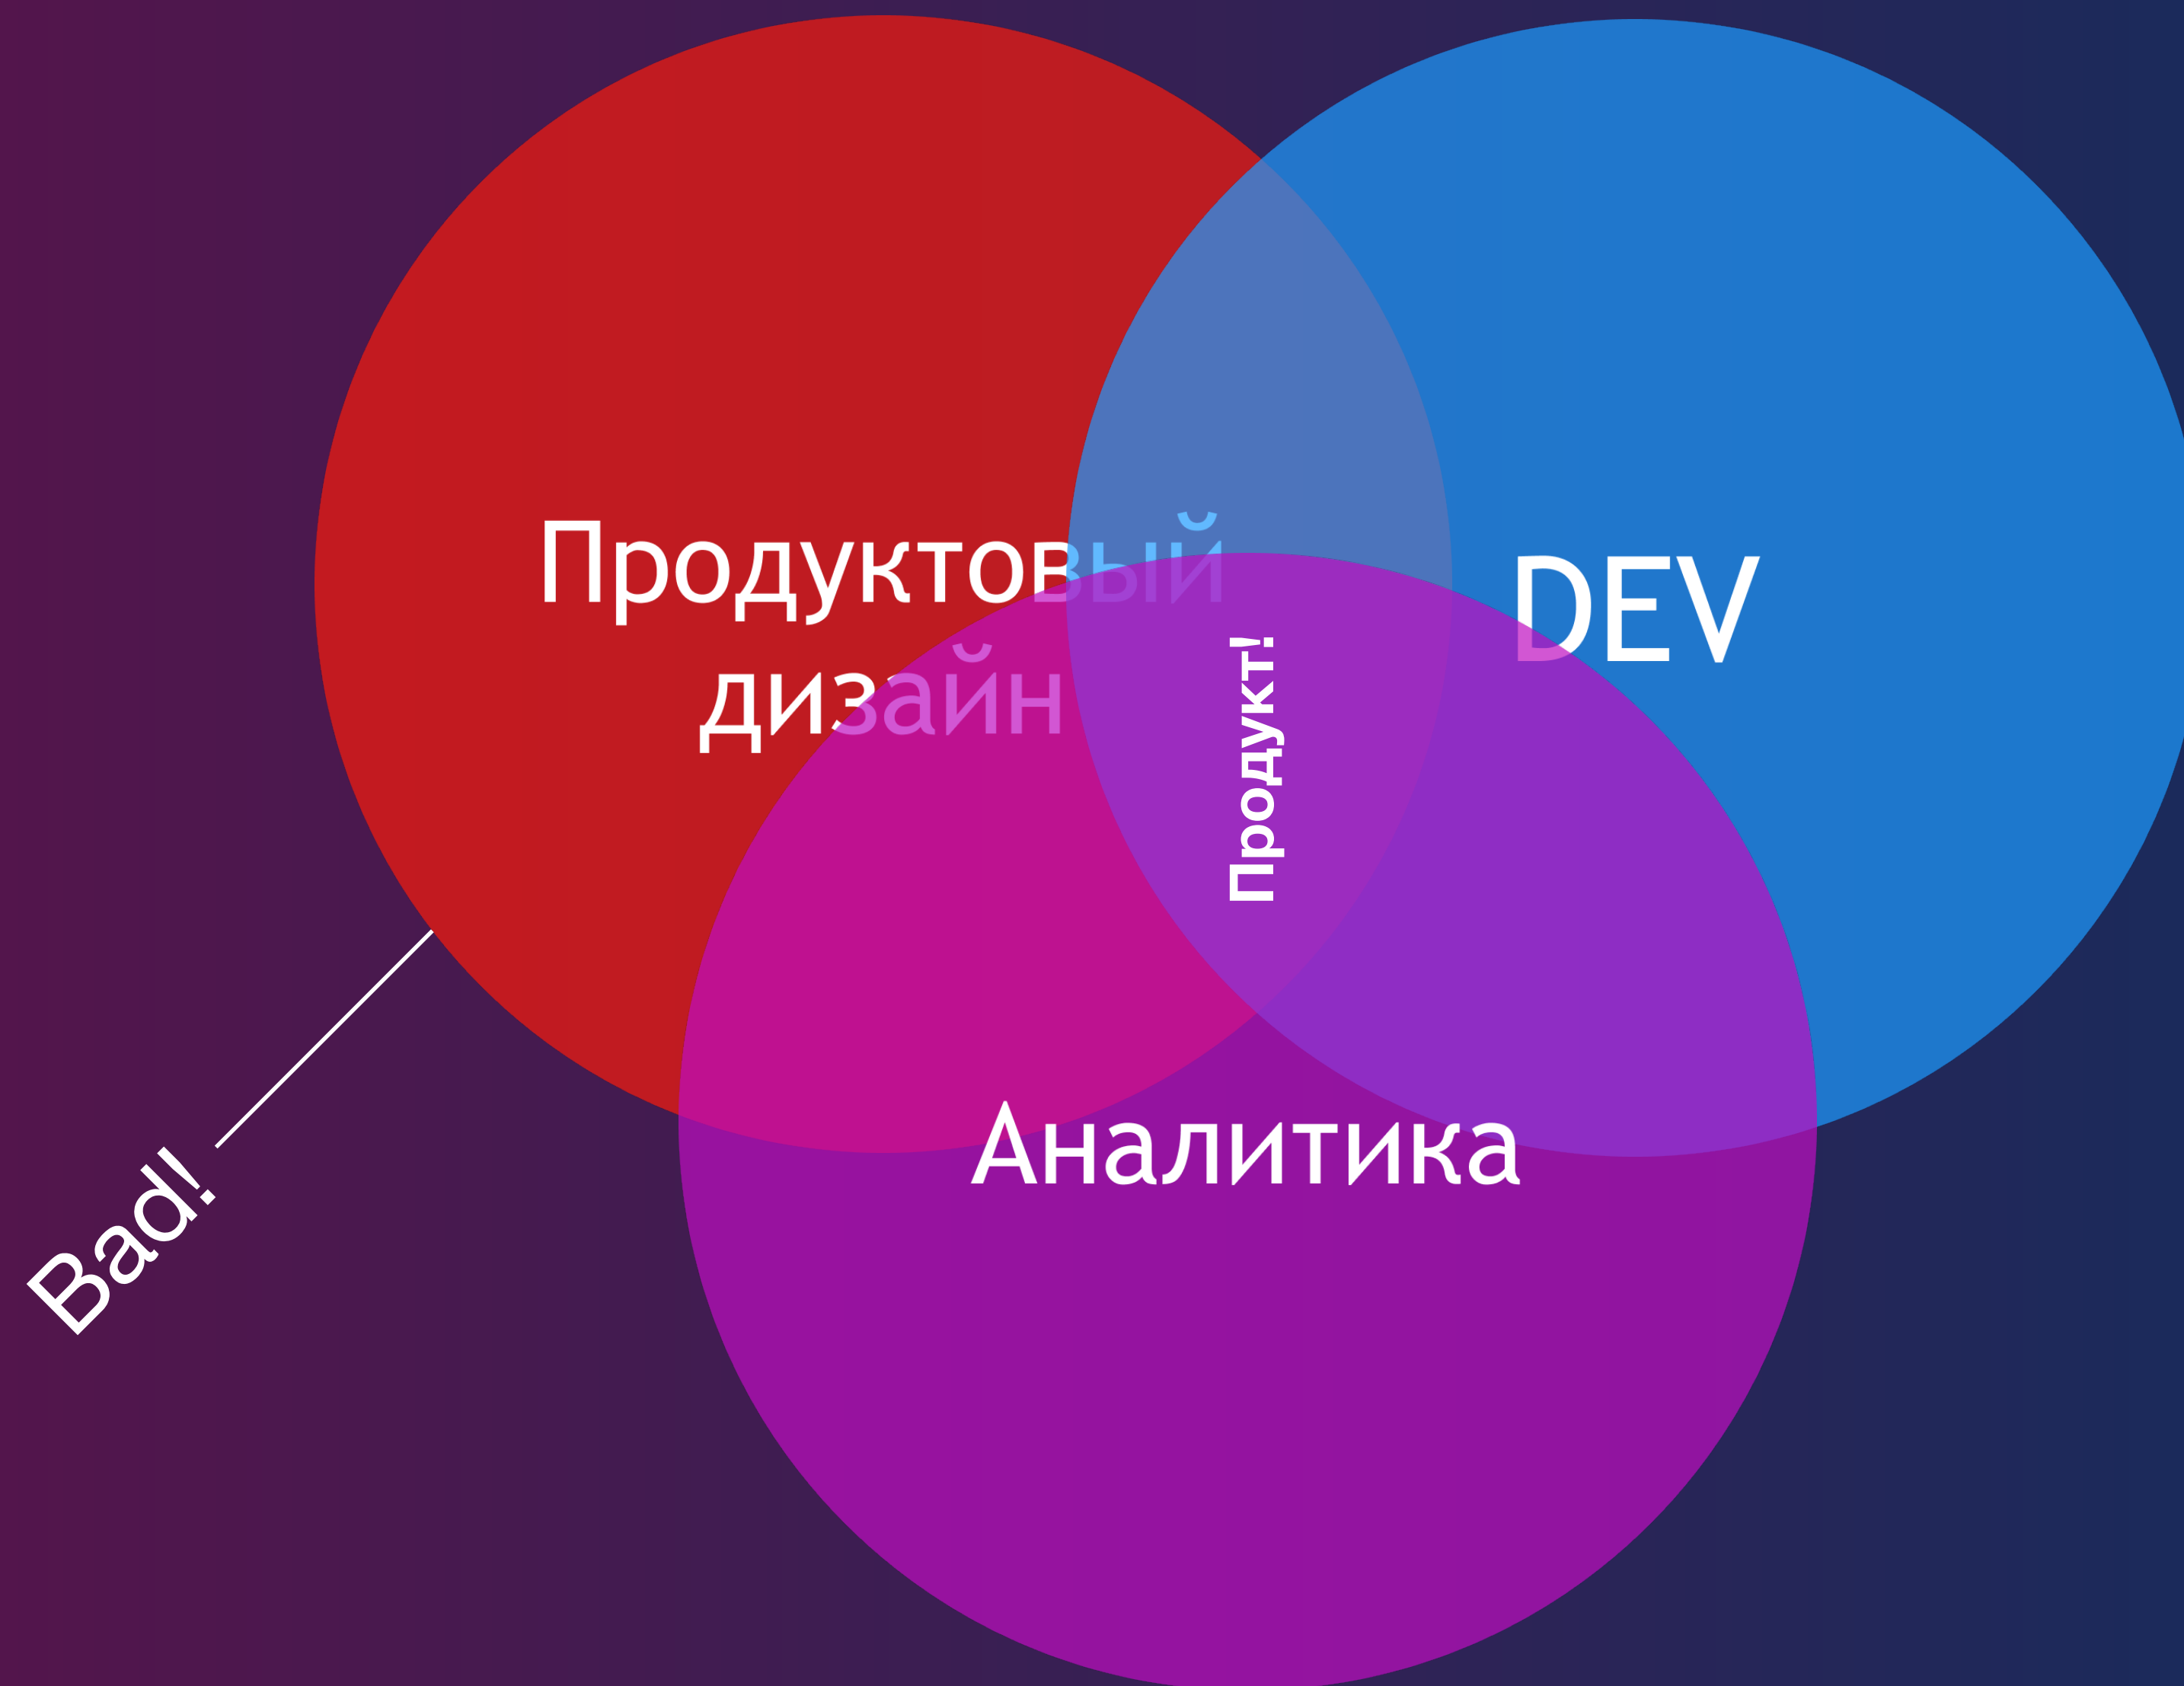 Продуктовый
дизайн
DEV
Продукт!
Аналитика
Bad!